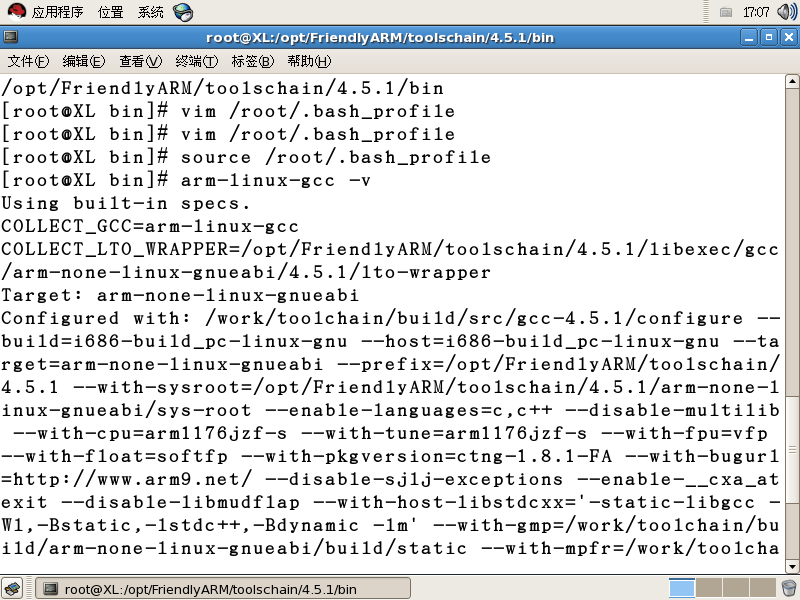 应用程序 位置 系统 17:07
root@XL:/opt/FriendlyARM/toolschain/4.5.1/bin
文件(F) 编辑(E) 查看(V) 终端(T) 标签(B) 帮助(H)
/opt/FriendlyARM/toolschain/4.5.1/bin
[root@XL bin]# vim /root/.bash_profile
[root@XL bin]# vim /root/.bash_profile
[root@XL bin]# source /root/.bash_profile
[root@XL bin]# arm-linux-gcc -v
Using built-in specs.
COLLECT_GCC=arm-linux-gcc
COLLECT_LTO_WRAPPER=/opt/FriendlyARM/toolschain/4.5.1/libexec/gcc
/arm-none-linux-gnueabi/4.5.1/lto-wrapper
Target: arm-none-linux-gnueabi
Configured with: /work/toolchain/build/src/gcc-4.5.1/configure --
build=i686-build_pc-linux-gnu --host=i686-build_pc-linux-gnu --ta
rget=arm-none-linux-gnueabi --prefix=/opt/FriendlyARM/toolschain/
4.5.1 --with-sysroot=/opt/FriendlyARM/toolschain/4.5.1/arm-none-l
inux-gnueabi/sys-root --enable-languages=c,c++ --disable-multilib
 --with-cpu=arm1176jzf-s --with-tune=arm1176jzf-s --with-fpu=vfp 
--with-float=softfp --with-pkgversion=ctng-1.8.1-FA --with-bugurl
=http://www.arm9.net/ --disable-sjlj-exceptions --enable-__cxa_at
exit --disable-libmudflap --with-host-libstdcxx='-static-libgcc -
Wl,-Bstatic,-lstdc++,-Bdynamic -lm' --with-gmp=/work/toolchain/bu
ild/arm-none-linux-gnueabi/build/static --with-mpfr=/work/toolcha
root@XL:/opt/FriendlyARM/toolschain/4.5.1/bin